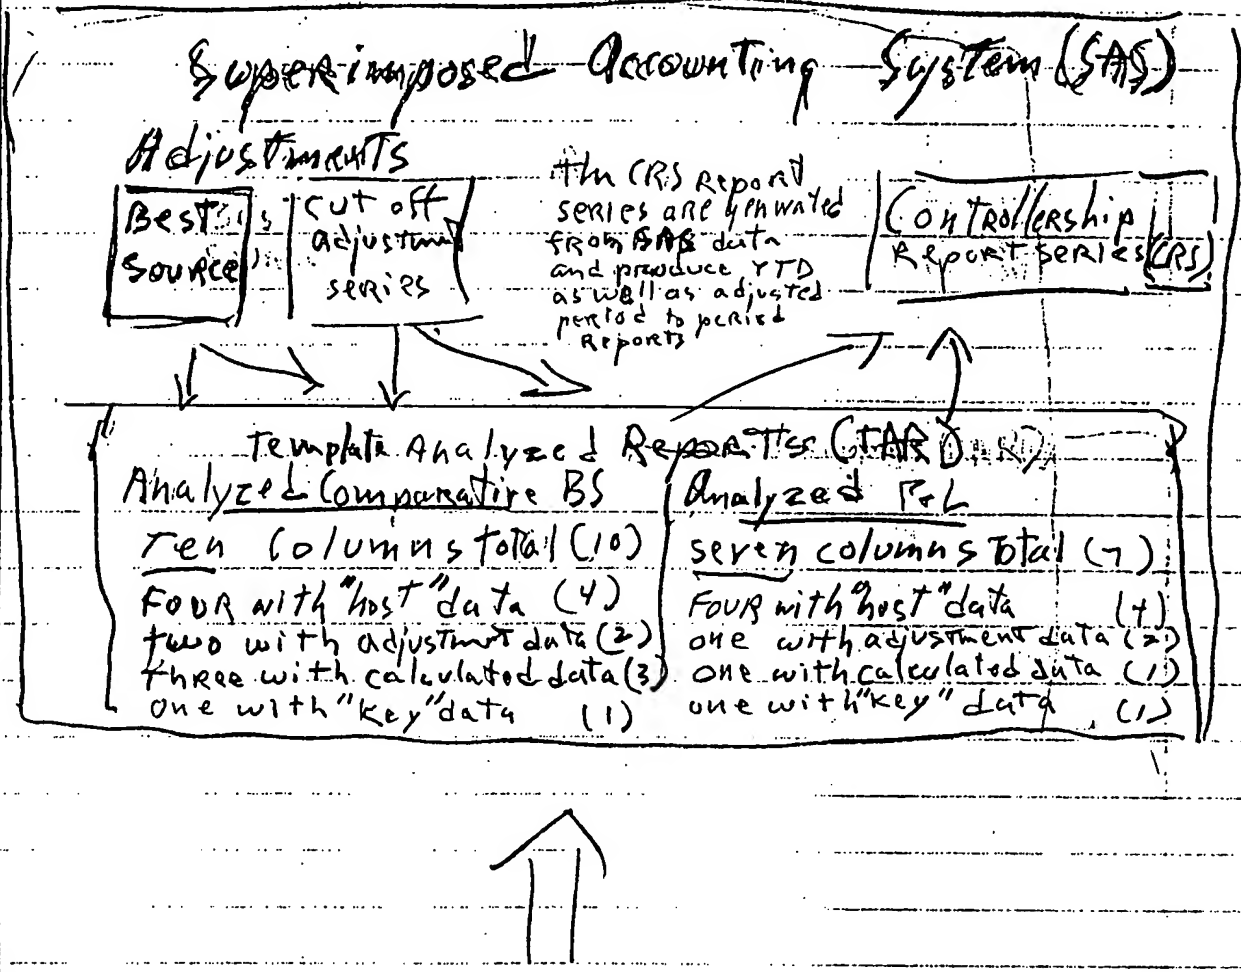 Superimposed Accounting System (SAS)
Adjustments
Best
Source
cut off
adjustment
series
the CRS Report
series are generated
from SAS data
and produce YTD
as well as adjusted
period to period
Reports
Controllership
Report series (CRS)
Template Analyzed Reports (TAR)
Analyzed Comparative BS
Ten columns total (10)
Four with "host" data (4)
two with adjustment data (2)
three with calculated data (3)
one with "key" data (1)
Analyzed P&L
seven columns Total (7)
Four with "host" data (4)
one with adjustment data (2)
one with calculated data (1)
one with "key" data (1)